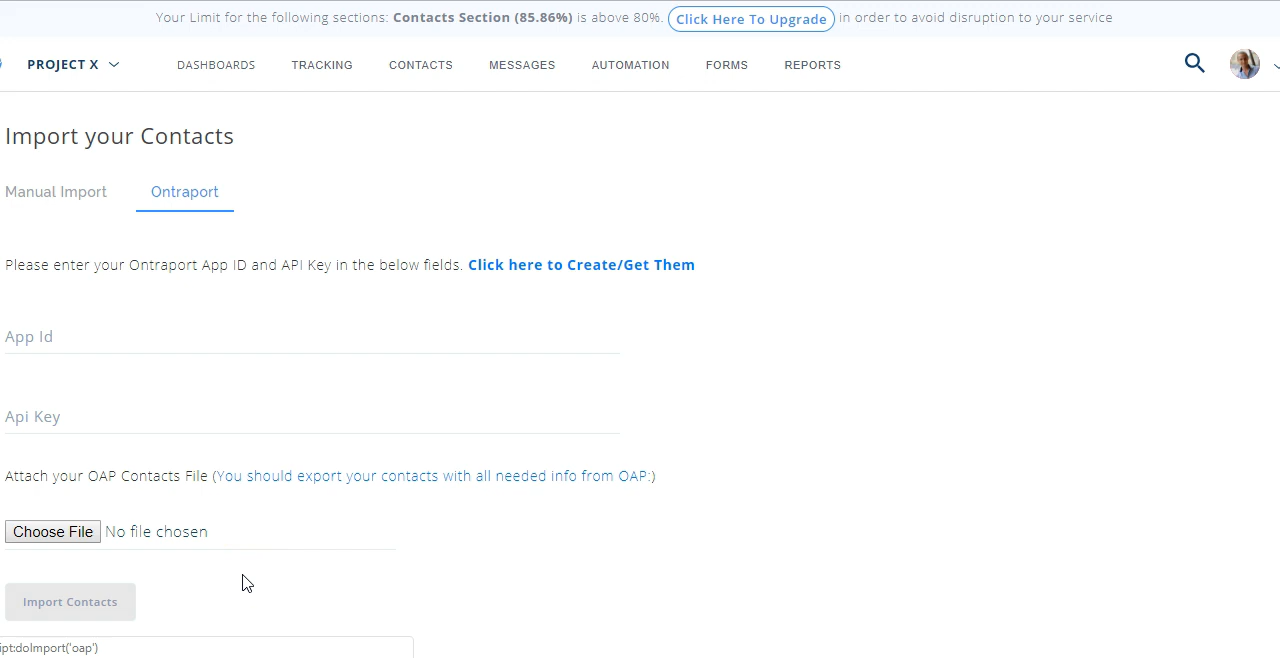 Your Limit for the following sections: Contacts Section (85.86%) is above 80%. Click Here To Upgrade in order to avoid disruption to your service
PROJECT X DASHBOARDS TRACKING CONTACTS MESSAGES AUTOMATION FORMS REPORTS
Import your Contacts
Manual Import Ontraport
Please enter your Ontraport App ID and API Key in the below fields. Click here to Create/Get Them
App Id
Api Key
Attach your OAP Contacts File (You should export your contacts with all needed info from OAP:)
Choose File No file chosen
Import Contacts
ipt:doImport('oap')